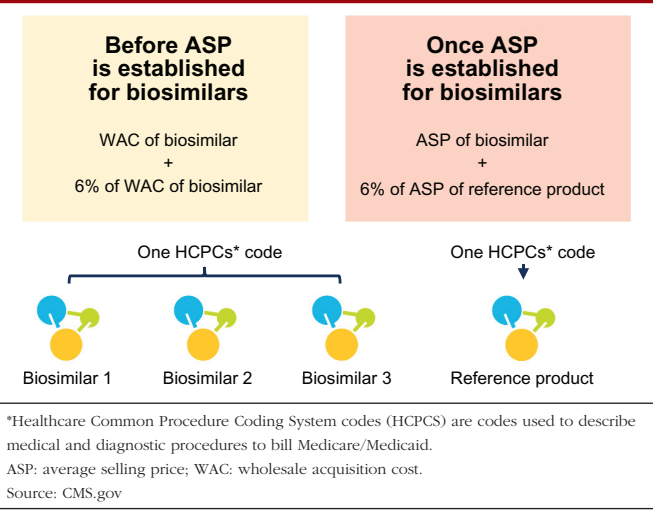 Before ASP
is established
for biosimilars
WAC of biosimilar
+
6% of WAC of biosimilar
Once ASP
is established
for biosimilars
ASP of biosimilar
+
6% of ASP of reference product
One HCPCs* code
One HCPCs* code
Biosimilar 1
Biosimilar 2
Biosimilar 3
Reference product
*Healthcare Common Procedure Coding System codes (HCPCS) are codes used to describe
medical and diagnostic procedures to bill Medicare/Medicaid.
ASP: average selling price; WAC: wholesale acquisition cost.
Source: CMS.gov